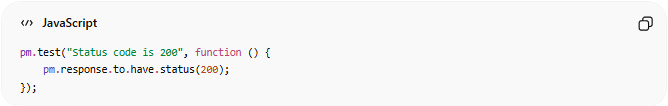 JavaScript
pm.test("Status code is 200", function () {
    pm.response.to.have.status(200);
});